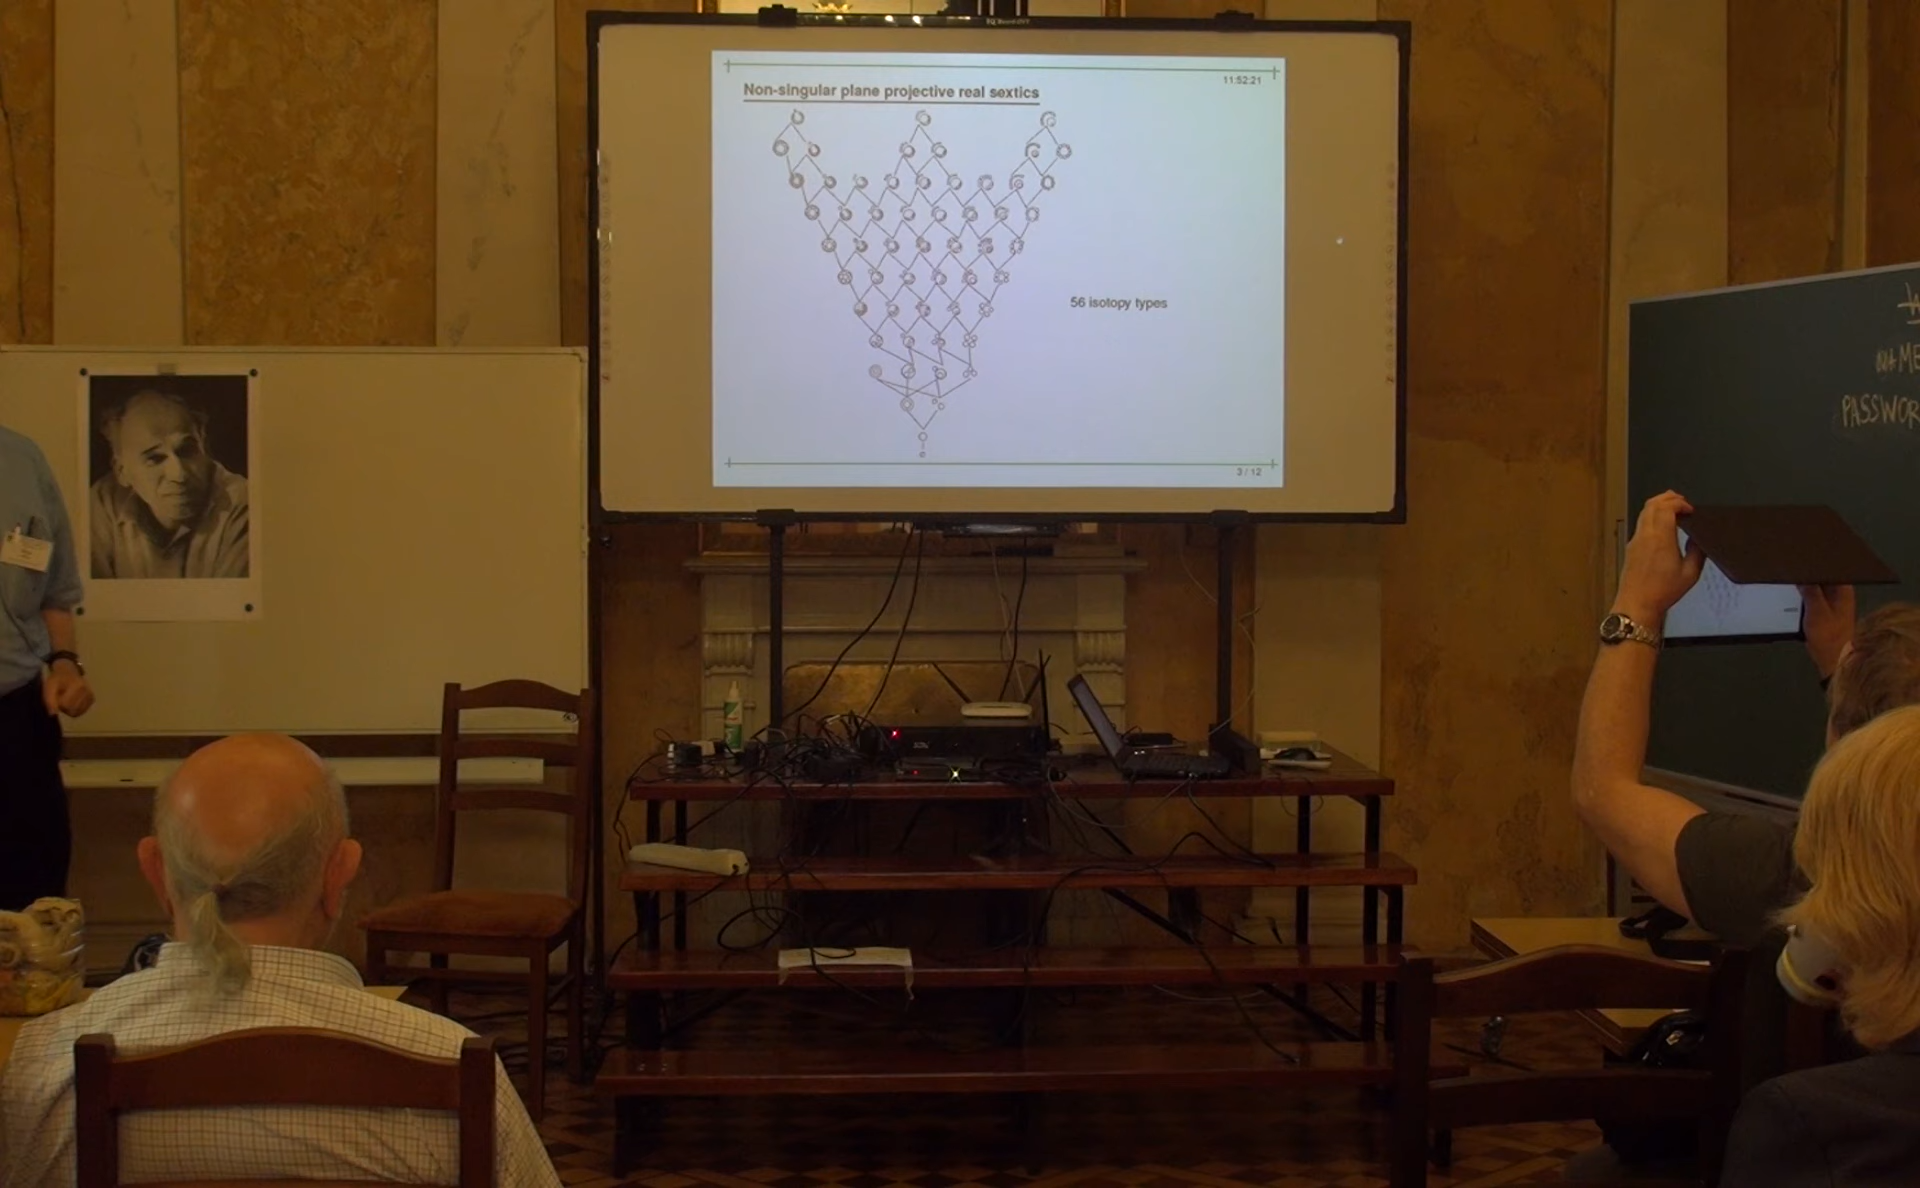 11:52:21
Non-singular plane projective real sextics
56 isotopy types
3 / 12
PASSWOR